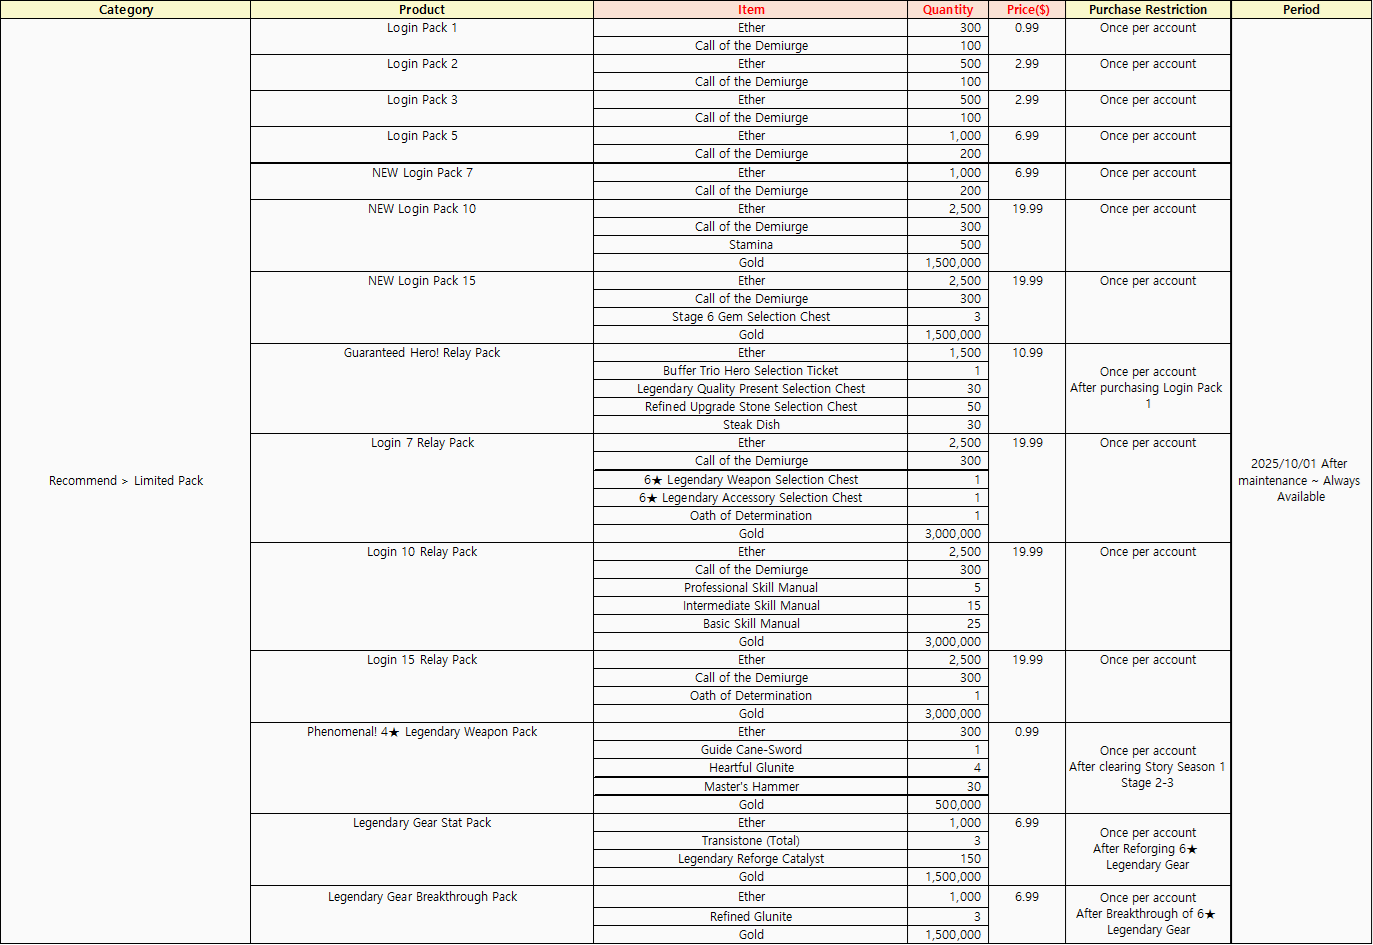 Category Product Item Quantity Price($) Purchase Restriction Period
Login Pack 1 Ether 300 0.99 Once per account
Call of the Demiurge 100
Login Pack 2 Ether 500 2.99 Once per account
Call of the Demiurge 100
Login Pack 3 Ether 500 2.99 Once per account
Call of the Demiurge 100
Login Pack 5 Ether 1,000 6.99 Once per account
Call of the Demiurge 200
NEW Login Pack 7 Ether 1,000 6.99 Once per account
Call of the Demiurge 200
NEW Login Pack 10 Ether 2,500 19.99 Once per account
Call of the Demiurge 300
Stamina 500
Gold 1,500,000
NEW Login Pack 15 Ether 2,500 19.99 Once per account
Call of the Demiurge 300
Stage 6 Gem Selection Chest 3
Gold 1,500,000
Guaranteed Hero! Relay Pack Ether 1,500 10.99
Buffer Trio Hero Selection Ticket 1 Once per account
Legendary Quality Present Selection Chest 30 After purchasing Login Pack
Refined Upgrade Stone Selection Chest 50 1
Steak Dish 30
Login 7 Relay Pack Ether 2,500 19.99 Once per account
Call of the Demiurge 300
2025/10/01 After
Recommend > Limited Pack 6★ Legendary Weapon Selection Chest 1 maintenance ~ Always
6★ Legendary Accessory Selection Chest 1 Available
Oath of Determination 1
Gold 3,000,000
Login 10 Relay Pack Ether 2,500 19.99 Once per account
Call of the Demiurge 300
Professional Skill Manual 5
Intermediate Skill Manual 15
Basic Skill Manual 25
Gold 3,000,000
Login 15 Relay Pack Ether 2,500 19.99 Once per account
Call of the Demiurge 300
Oath of Determination 1
Gold 3,000,000
Phenomenal! 4★ Legendary Weapon Pack Ether 300 0.99
Guide Cane-Sword 1 Once per account
Heartful Glunite 4 After clearing Story Season 1
Master's Hammer 30 Stage 2-3
Gold 500,000
Legendary Gear Stat Pack Ether 1,000 6.99 Once per account
Transistone (Total) 3 After Reforging 6★
Legendary Reforge Catalyst 150 Legendary Gear
Gold 1,500,000
Legendary Gear Breakthrough Pack Ether 1,000 6.99 Once per account
Refined Glunite 3 After Breakthrough of 6★
Gold 1,500,000 Legendary Gear